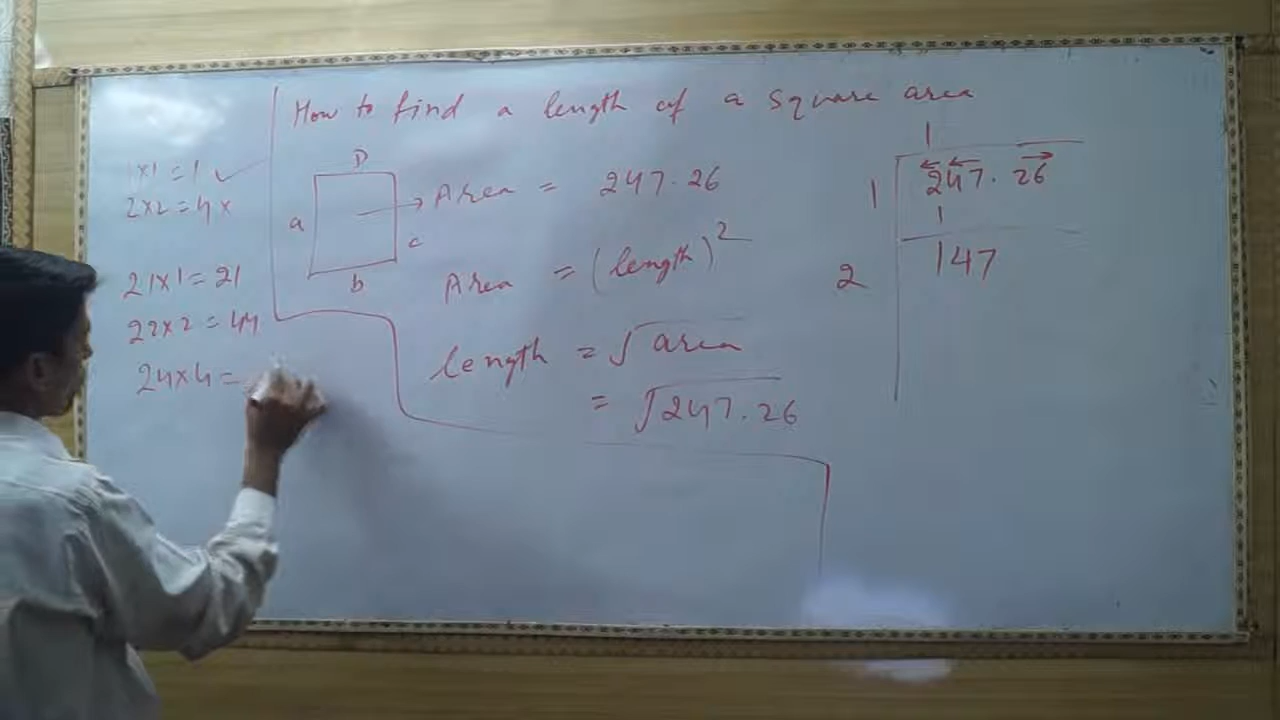 How to find a length of a square area
1x1=1 ✓
2x2=4x
21x1=21
22x2=44
24x4=
D
a
c
b
Area = 247.26
Area = (length)2
length = √area
= √247.26
1
1 247.26
1
2 147